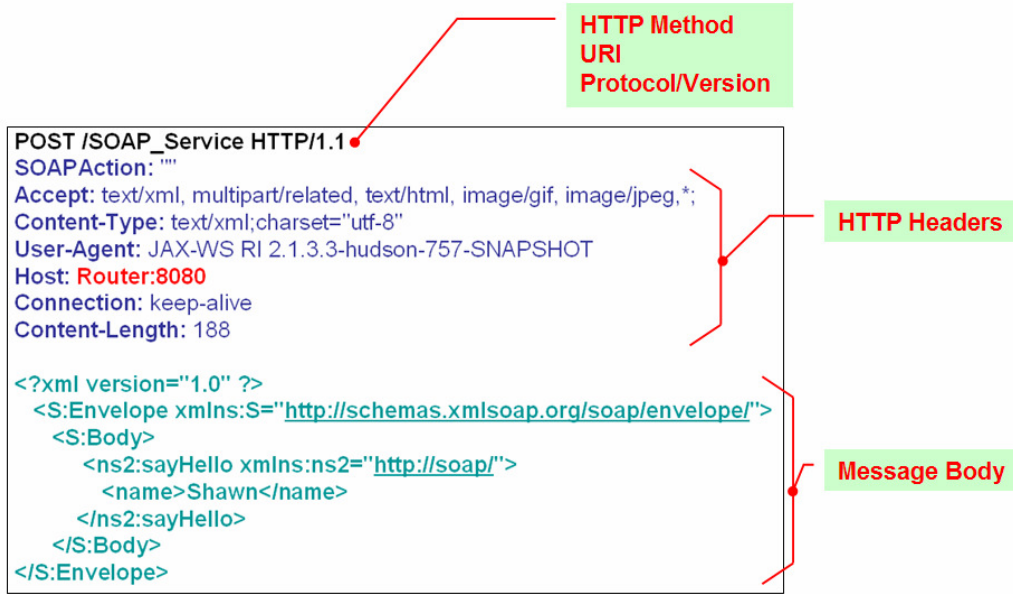 HTTP Method
URI
Protocol/Version
POST /SOAP_Service HTTP/1.1
SOAPAction: ""
Accept: text/xml, multipart/related, text/html, image/gif, image/jpeg,*;
Content-Type: text/xml;charset="utf-8"
User-Agent: JAX-WS RI 2.1.3.3-hudson-757-SNAPSHOT
Host: Router:8080
Connection: keep-alive
Content-Length: 188
HTTP Headers
<?xml version="1.0" ?>
<S:Envelope xmlns:S="http://schemas.xmlsoap.org/soap/envelope/">
<S:Body>
<ns2:sayHello xmlns:ns2="http://soap/">
<name>Shawn</name>
</ns2:sayHello>
</S:Body>
</S:Envelope>
Message Body